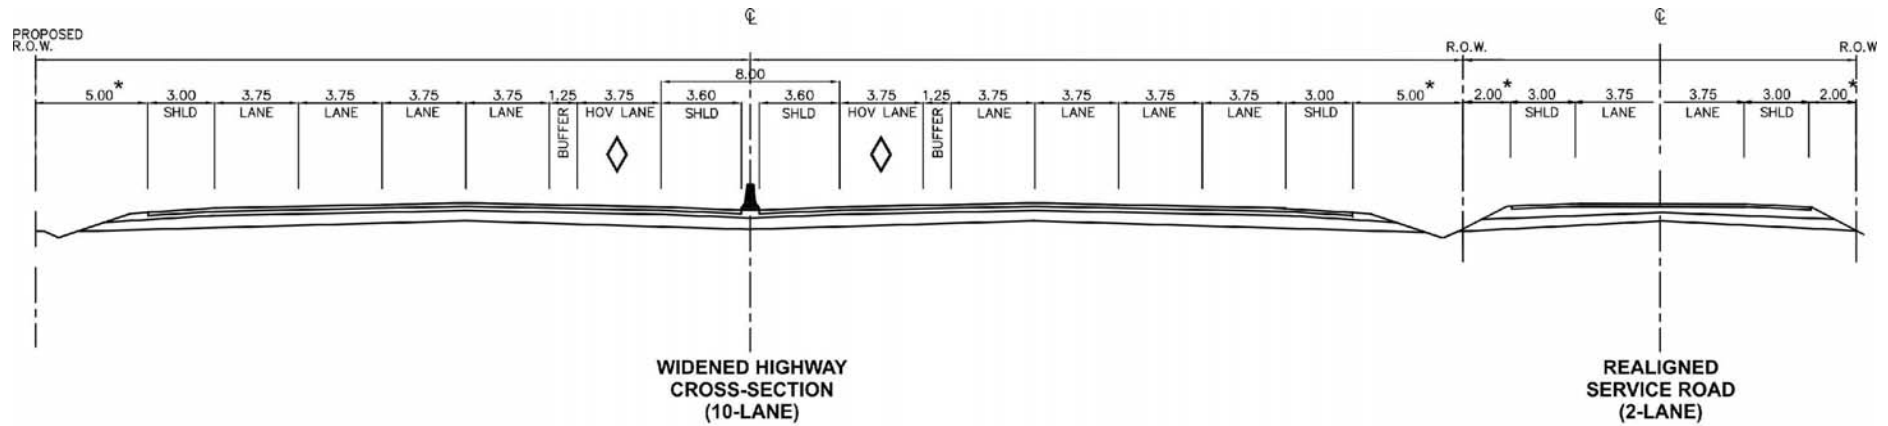 ℄ ℄
PROPOSED
R.O.W. R.O.W. R.O.W
8.00
5.00* 3.00 3.75 3.75 3.75 3.75 1.25 3.75 3.60 3.60 3.75 1.25 3.75 3.75 3.75 3.75 3.00 5.00* 2.00* 3.00 3.75 3.75 3.00 2.00*
SHLD LANE LANE LANE LANE BUFFER HOV LANE SHLD SHLD HOV LANE BUFFER LANE LANE LANE LANE SHLD SHLD LANE LANE SHLD
WIDENED HIGHWAY
CROSS-SECTION
(10-LANE)
REALIGNED
SERVICE ROAD
(2-LANE)